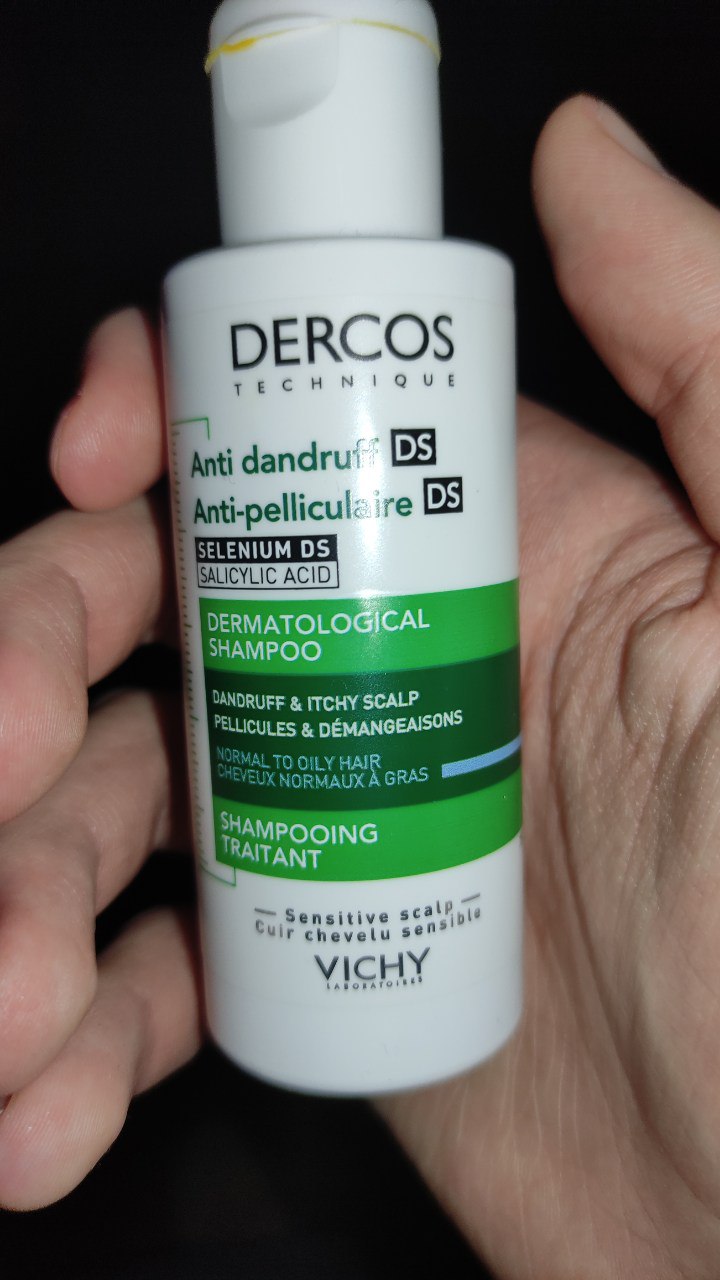 DERCOS
TECHNIQUE
Anti dandruff DS
Anti-pelliculaire DS
SELENIUM DS
SALICYLIC ACID
DERMATOLOGICAL
SHAMPOO
DANDRUFF & ITCHY SCALP
PELLICULES & DÉMANGEAISONS
NORMAL TO OILY HAIR
CHEVEUX NORMAUX À GRAS
SHAMPOOING
TRAITANT
— Sensitive scalp —
Cuir chevelu sensible
VICHY
LABORATOIRES